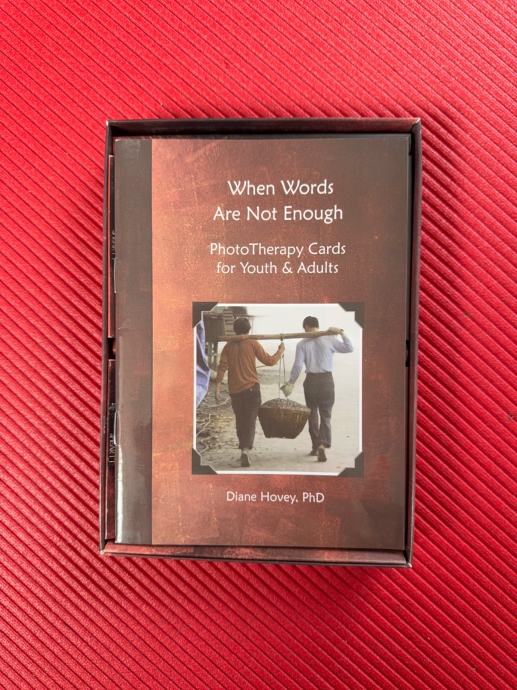 When Words
Are Not Enough
PhotoTherapy Cards
for Youth & Adults
Diane Hovey, PhD